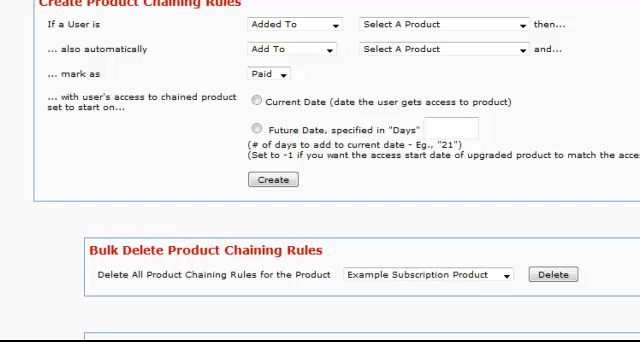 Create Product Chaining Rules
If a User is Added To Select A Product then...
... also automatically Add To Select A Product and...
... mark as Paid
... with user's access to chained product
set to start on...
Current Date (date the user gets access to product)
Future Date, specified in "Days"
(# of days to add to current date - Eg., "21")
(Set to -1 if you want the access start date of upgraded product to match the acce
Create
Bulk Delete Product Chaining Rules
Delete All Product Chaining Rules for the Product Example Subscription Product Delete